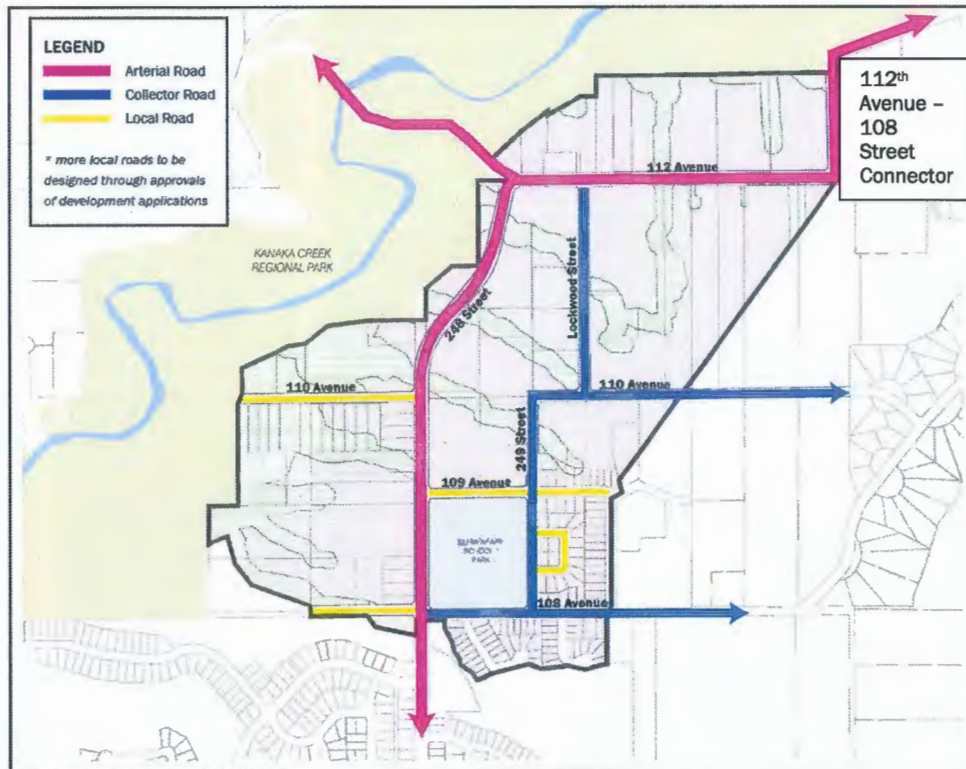 LEGEND
Arterial Road
Collector Road
Local Road
* more local roads to be
designed through approvals
of development applications
112th
Avenue –
108
Street
Connector
112 Avenue
KANAKA CREEK
REGIONAL PARK
248 Street
Lockwood Street
110 Avenue
110 Avenue
249 Street
109 Avenue
PARK
108 Avenue